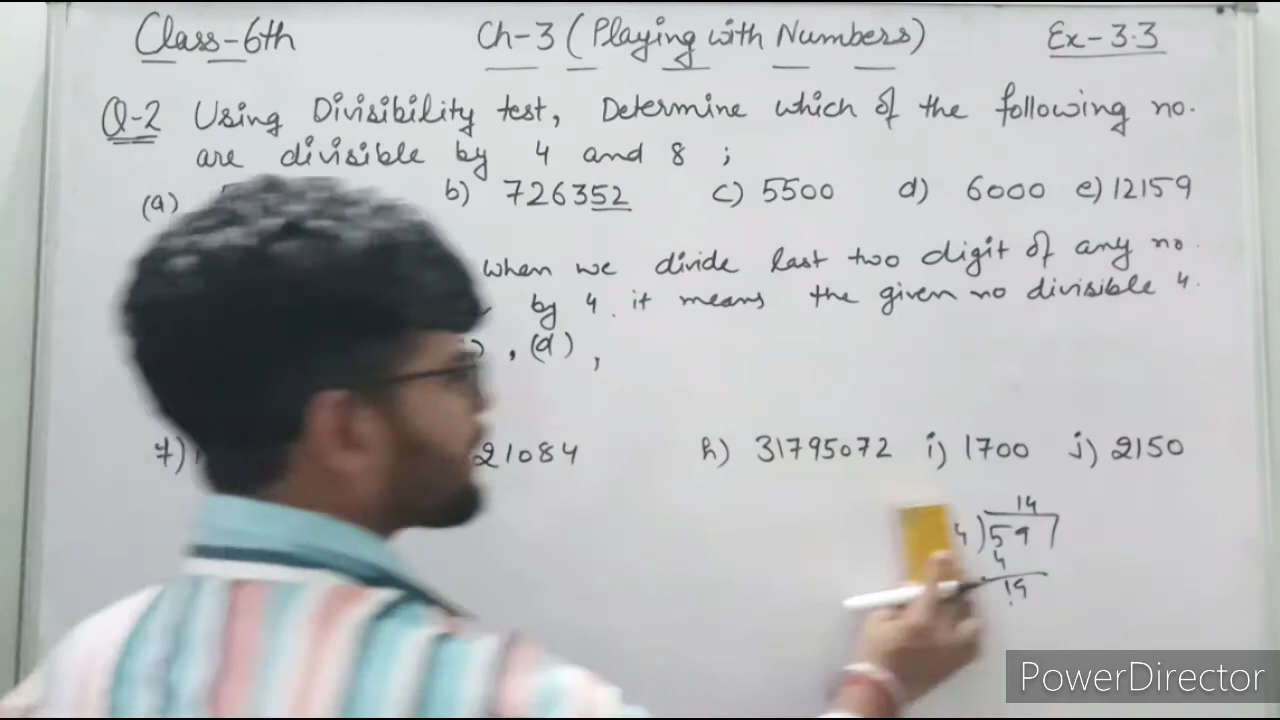 Class-6th Ch-3 (Playing with Numbers) Ex-3.3
Q-2 Using Divisibility test, Determine which of the following no.
are divisible by 4 and 8 ;
(a) b) 726352 c) 5500 d) 6000 e) 12159
when we divide last two digit of any no.
by 4. it means the given no divisible 4.
, (d) ,
7) 21084 h) 31795072 i) 1700 j) 2150
14
4) 59
4
19
PowerDirector